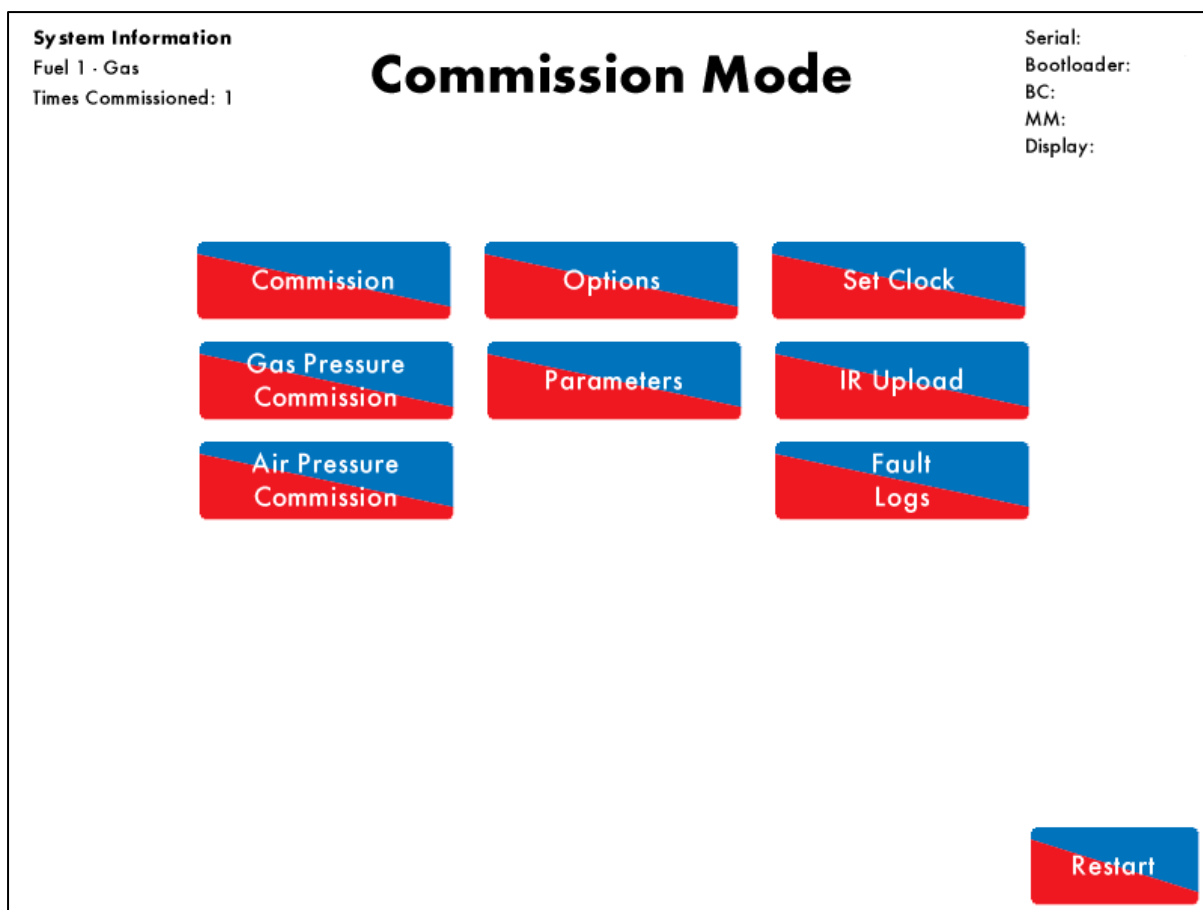 System Information
Fuel 1 - Gas
Times Commissioned: 1
Commission Mode
Serial:
Bootloader:
BC:
MM:
Display:
Commission
Options
Set Clock
Gas Pressure
Commission
Parameters
IR Upload
Air Pressure
Commission
Fault
Logs
Restart